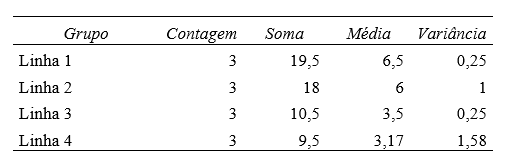 Grupo Contagem Soma Média Variância
Linha 1 3 19,5 6,5 0,25
Linha 2 3 18 6 1
Linha 3 3 10,5 3,5 0,25
Linha 4 3 9,5 3,17 1,58